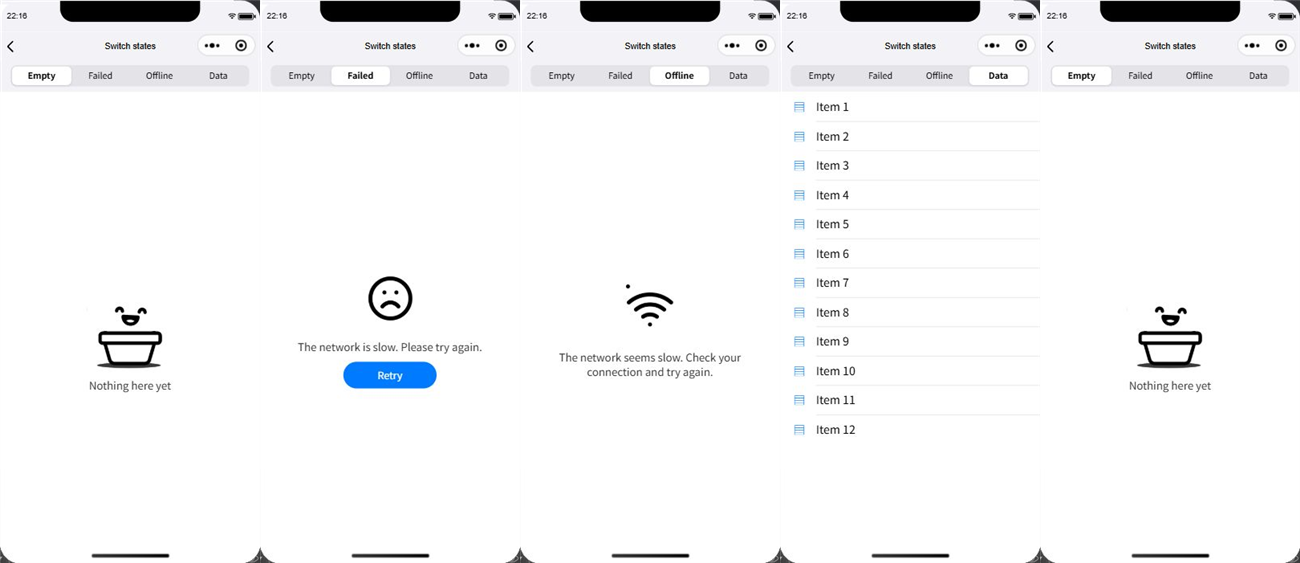 22:16
Switch states
Empty Failed Offline Data
Nothing here yet
22:16
Switch states
Empty Failed Offline Data
The network is slow. Please try again.
Retry
22:16
Switch states
Empty Failed Offline Data
The network seems slow. Check your
connection and try again.
22:16
Switch states
Empty Failed Offline Data
Item 1
Item 2
Item 3
Item 4
Item 5
Item 6
Item 7
Item 8
Item 9
Item 10
Item 11
Item 12
22:16
Switch states
Empty Failed Offline Data
Nothing here yet